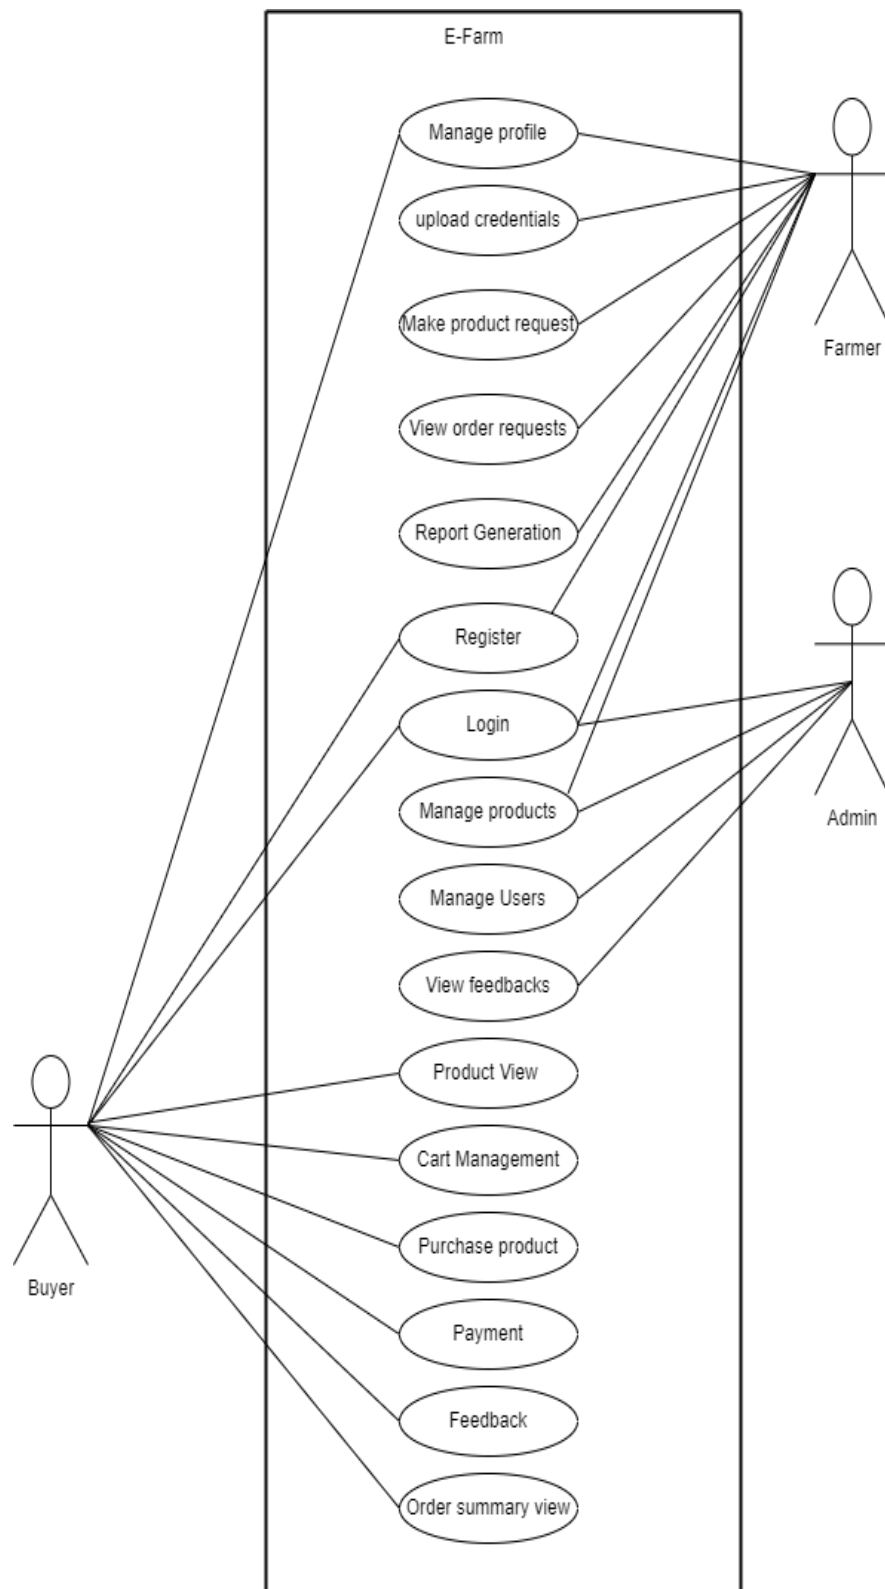 E-Farm
Manage profile
upload credentials
Make product request
Farmer
View order requests
Report Generation
Register
Login
Manage products
Admin
Manage Users
View feedbacks
Product View
Cart Management
Purchase product
Buyer
Payment
Feedback
Order summary view